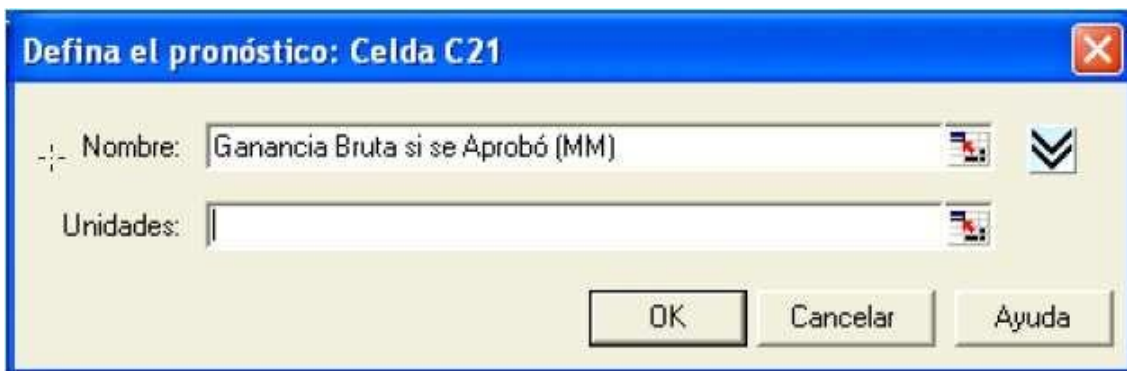 Defina el pronóstico: Celda C21
Nombre: Ganancia Bruta si se Aprobó (MM)
Unidades:
OK Cancelar Ayuda